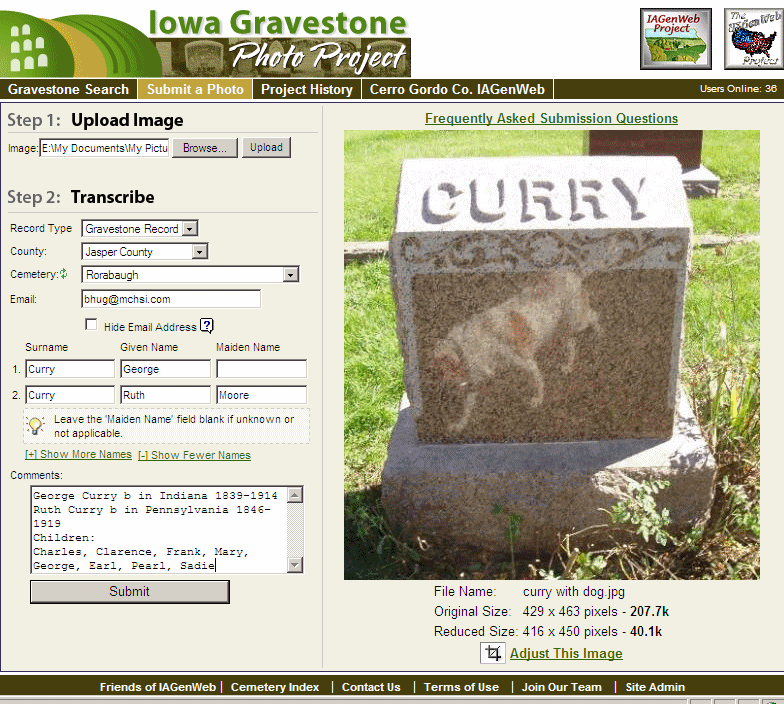 Iowa Gravestone
Photo Project
IAGenWeb
Project
The
USGenWeb
Project
Gravestone Search
Submit a Photo
Project History
Cerro Gordo Co. IAGenWeb
Users Online: 36
Step 1: Upload Image
Image: E:\My Documents\My Pictu
Browse...
Upload
Step 2: Transcribe
Record Type Gravestone Record
County: Jasper County
Cemetery: Rorabaugh
Email: bhug@mchsi.com
Hide Email Address ?
Surname Given Name Maiden Name
1. Curry George
2. Curry Ruth Moore
Leave the 'Maiden Name' field blank if unknown or
not applicable.
[+] Show More Names [-] Show Fewer Names
Comments:
George Curry b in Indiana 1839-1914
Ruth Curry b in Pennsylvania 1846-
1919
Children:
Charles, Clarence, Frank, Mary,
George, Earl, Pearl, Sadie
Submit
Frequently Asked Submission Questions
CURRY
File Name: curry with dog.jpg
Original Size: 429 x 463 pixels - 207.7k
Reduced Size: 416 x 450 pixels - 40.1k
Adjust This Image
Friends of IAGenWeb | Cemetery Index | Contact Us | Terms of Use | Join Our Team | Site Admin